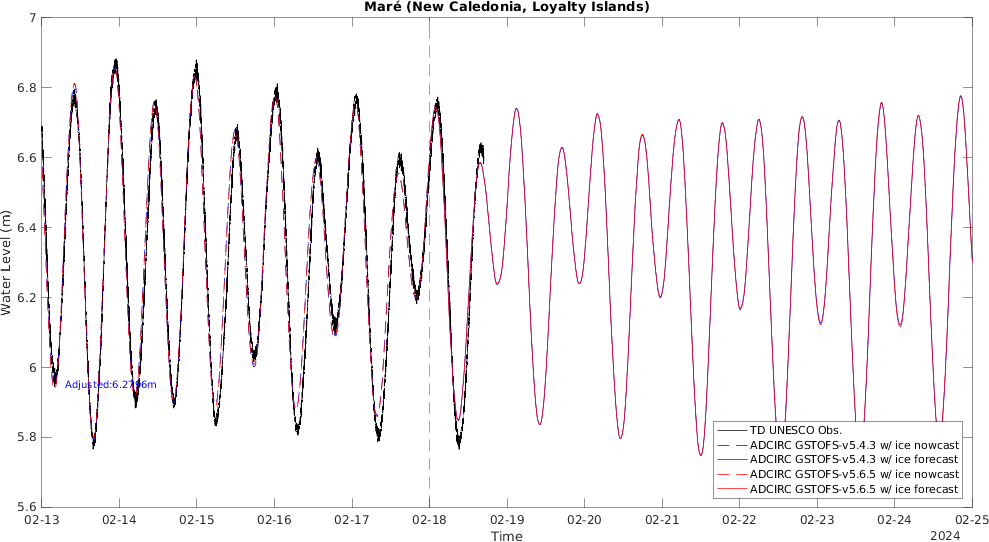 Maré (New Caledonia, Loyalty Islands)
Water Level (m)
7
6.8
6.6
6.4
6.2
6
5.8
5.6
Adjusted:6.2796m
TD UNESCO Obs.
ADCIRC GSTOFS-v5.4.3 w/ ice nowcast
ADCIRC GSTOFS-v5.4.3 w/ ice forecast
ADCIRC GSTOFS-v5.6.5 w/ ice nowcast
ADCIRC GSTOFS-v5.6.5 w/ ice forecast
02-13 02-14 02-15 02-16 02-17 02-18 02-19 02-20 02-21 02-22 02-23 02-24 02-25
Time
2024